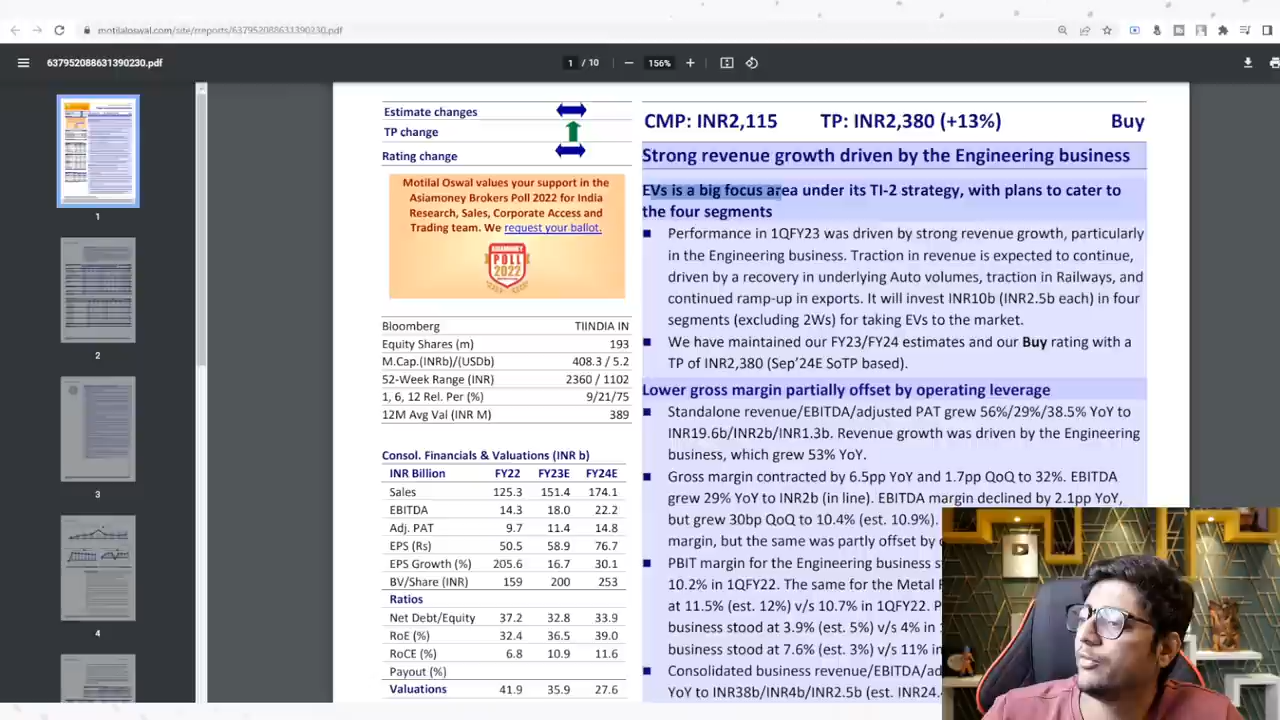 motilaloswal.com/site/rreports/637952088631390230.pdf
637952088631390230.pdf
1 / 10
156%
1
2
3
4
Estimate changes
TP change
Rating change
Motilal Oswal values your support in the
Asiamoney Brokers Poll 2022 for India
Research, Sales, Corporate Access and
Trading team. We request your ballot.
ASIAMONEY
POLL
2022
Bloomberg TIINDIA IN
Equity Shares (m) 193
M.Cap.(INRb)/(USDb) 408.3 / 5.2
52-Week Range (INR) 2360 / 1102
1, 6, 12 Rel. Per (%) 9/21/75
12M Avg Val (INR M) 389
Consol. Financials & Valuations (INR b)
INR Billion FY22 FY23E FY24E
Sales 125.3 151.4 174.1
EBITDA 14.3 18.0 22.2
Adj. PAT 9.7 11.4 14.8
EPS (Rs) 50.5 58.9 76.7
EPS Growth (%) 205.6 16.7 30.1
BV/Share (INR) 159 200 253
Ratios
Net Debt/Equity 37.2 32.8 33.9
RoE (%) 32.4 36.5 39.0
RoCE (%) 6.8 10.9 11.6
Payout (%)
Valuations 41.9 35.9 27.6
CMP: INR2,115 TP: INR2,380 (+13%) Buy
Strong revenue growth driven by the Engineering business
EVs is a big focus area under its TI-2 strategy, with plans to cater to
the four segments
Performance in 1QFY23 was driven by strong revenue growth, particularly
in the Engineering business. Traction in revenue is expected to continue,
driven by a recovery in underlying Auto volumes, traction in Railways, and
continued ramp-up in exports. It will invest INR10b (INR2.5b each) in four
segments (excluding 2Ws) for taking EVs to the market.
We have maintained our FY23/FY24 estimates and our Buy rating with a
TP of INR2,380 (Sep’24E SoTP based).
Lower gross margin partially offset by operating leverage
Standalone revenue/EBITDA/adjusted PAT grew 56%/29%/38.5% YoY to
INR19.6b/INR2b/INR1.3b. Revenue growth was driven by the Engineering
business, which grew 53% YoY.
Gross margin contracted by 6.5pp YoY and 1.7pp QoQ to 32%. EBITDA
grew 29% YoY to INR2b (in line). EBITDA margin declined by 2.1pp YoY,
but grew 30bp QoQ to 10.4% (est. 10.9%).
margin, but the same was partly offset by
PBIT margin for the Engineering business
10.2% in 1QFY22. The same for the Metal
at 11.5% (est. 12%) v/s 10.7% in 1QFY22.
business stood at 3.9% (est. 5%) v/s 4% in
business stood at 7.6% (est. 3%) v/s 11% in
Consolidated business revenue/EBITDA/
YoY to INR38b/INR4b/INR2.5b (est.